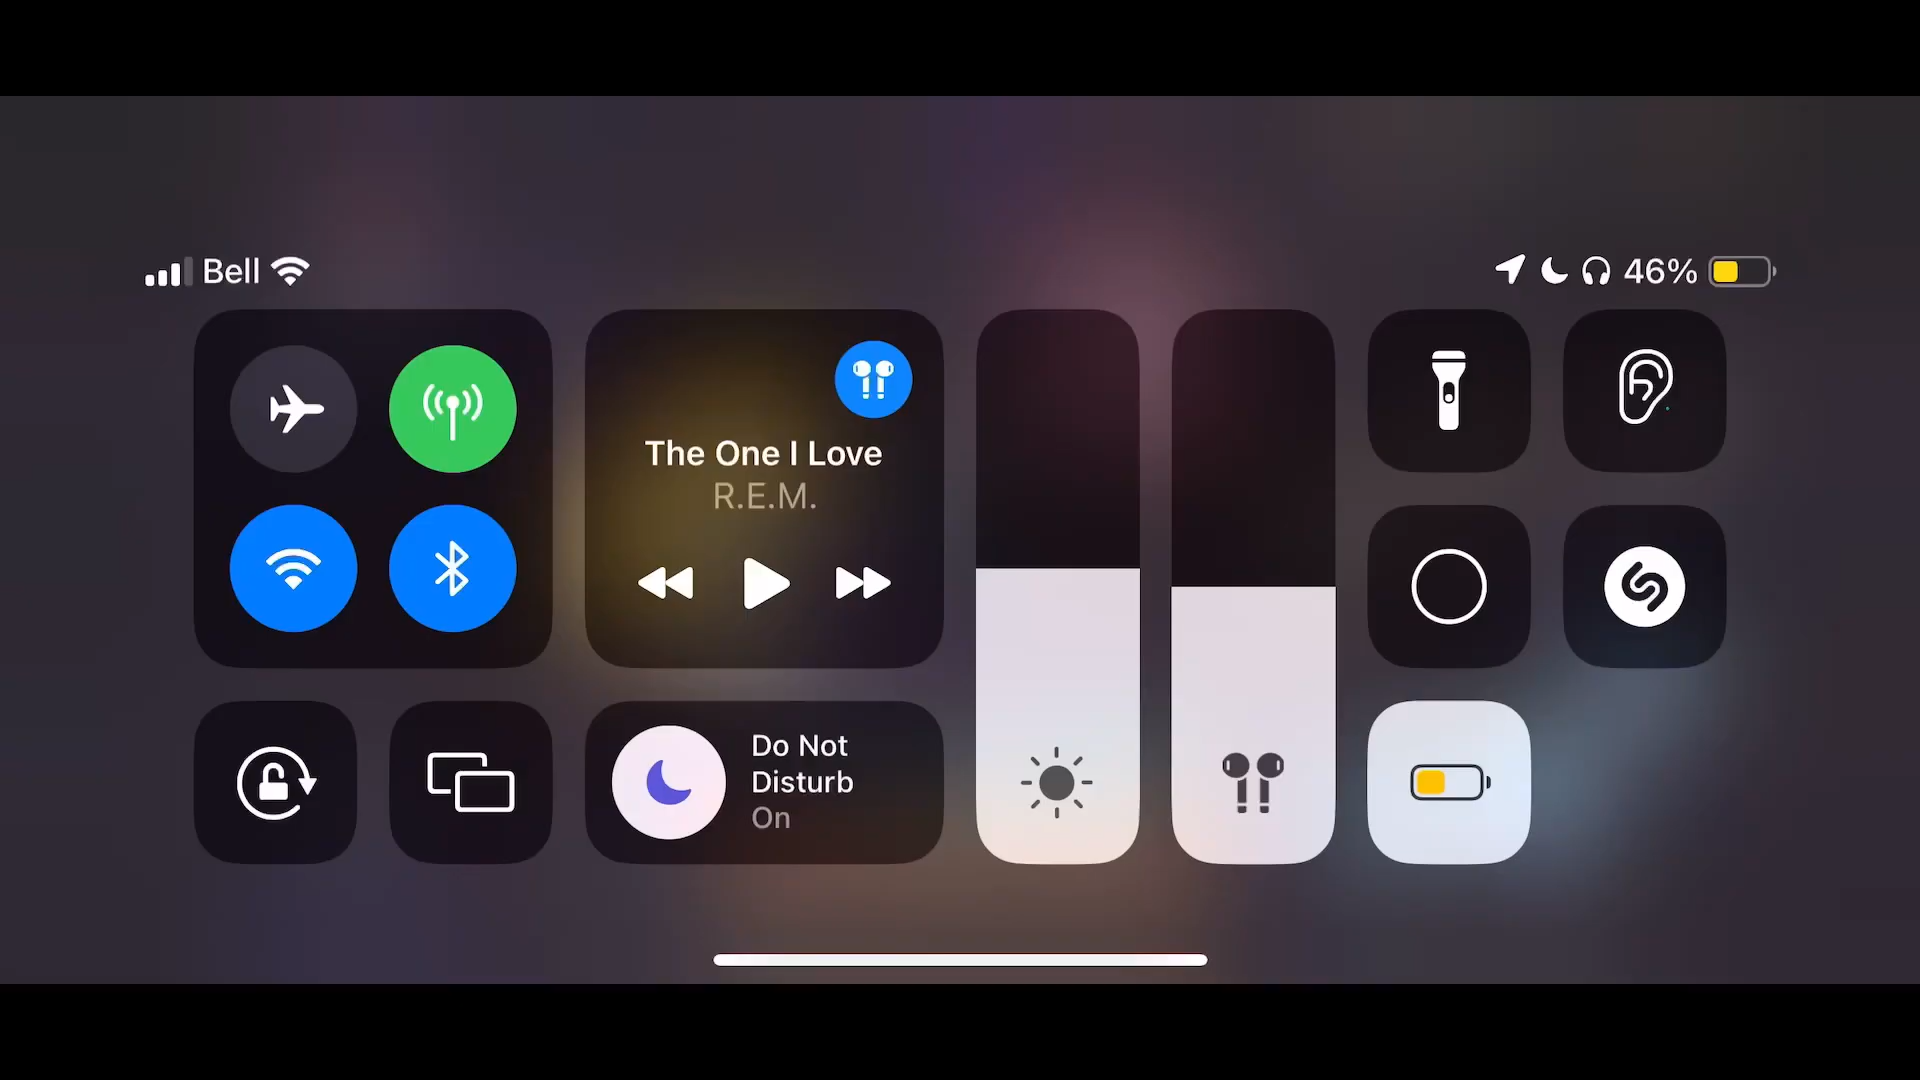 Bell
46%
The One I Love
R.E.M.
Do Not
Disturb
On